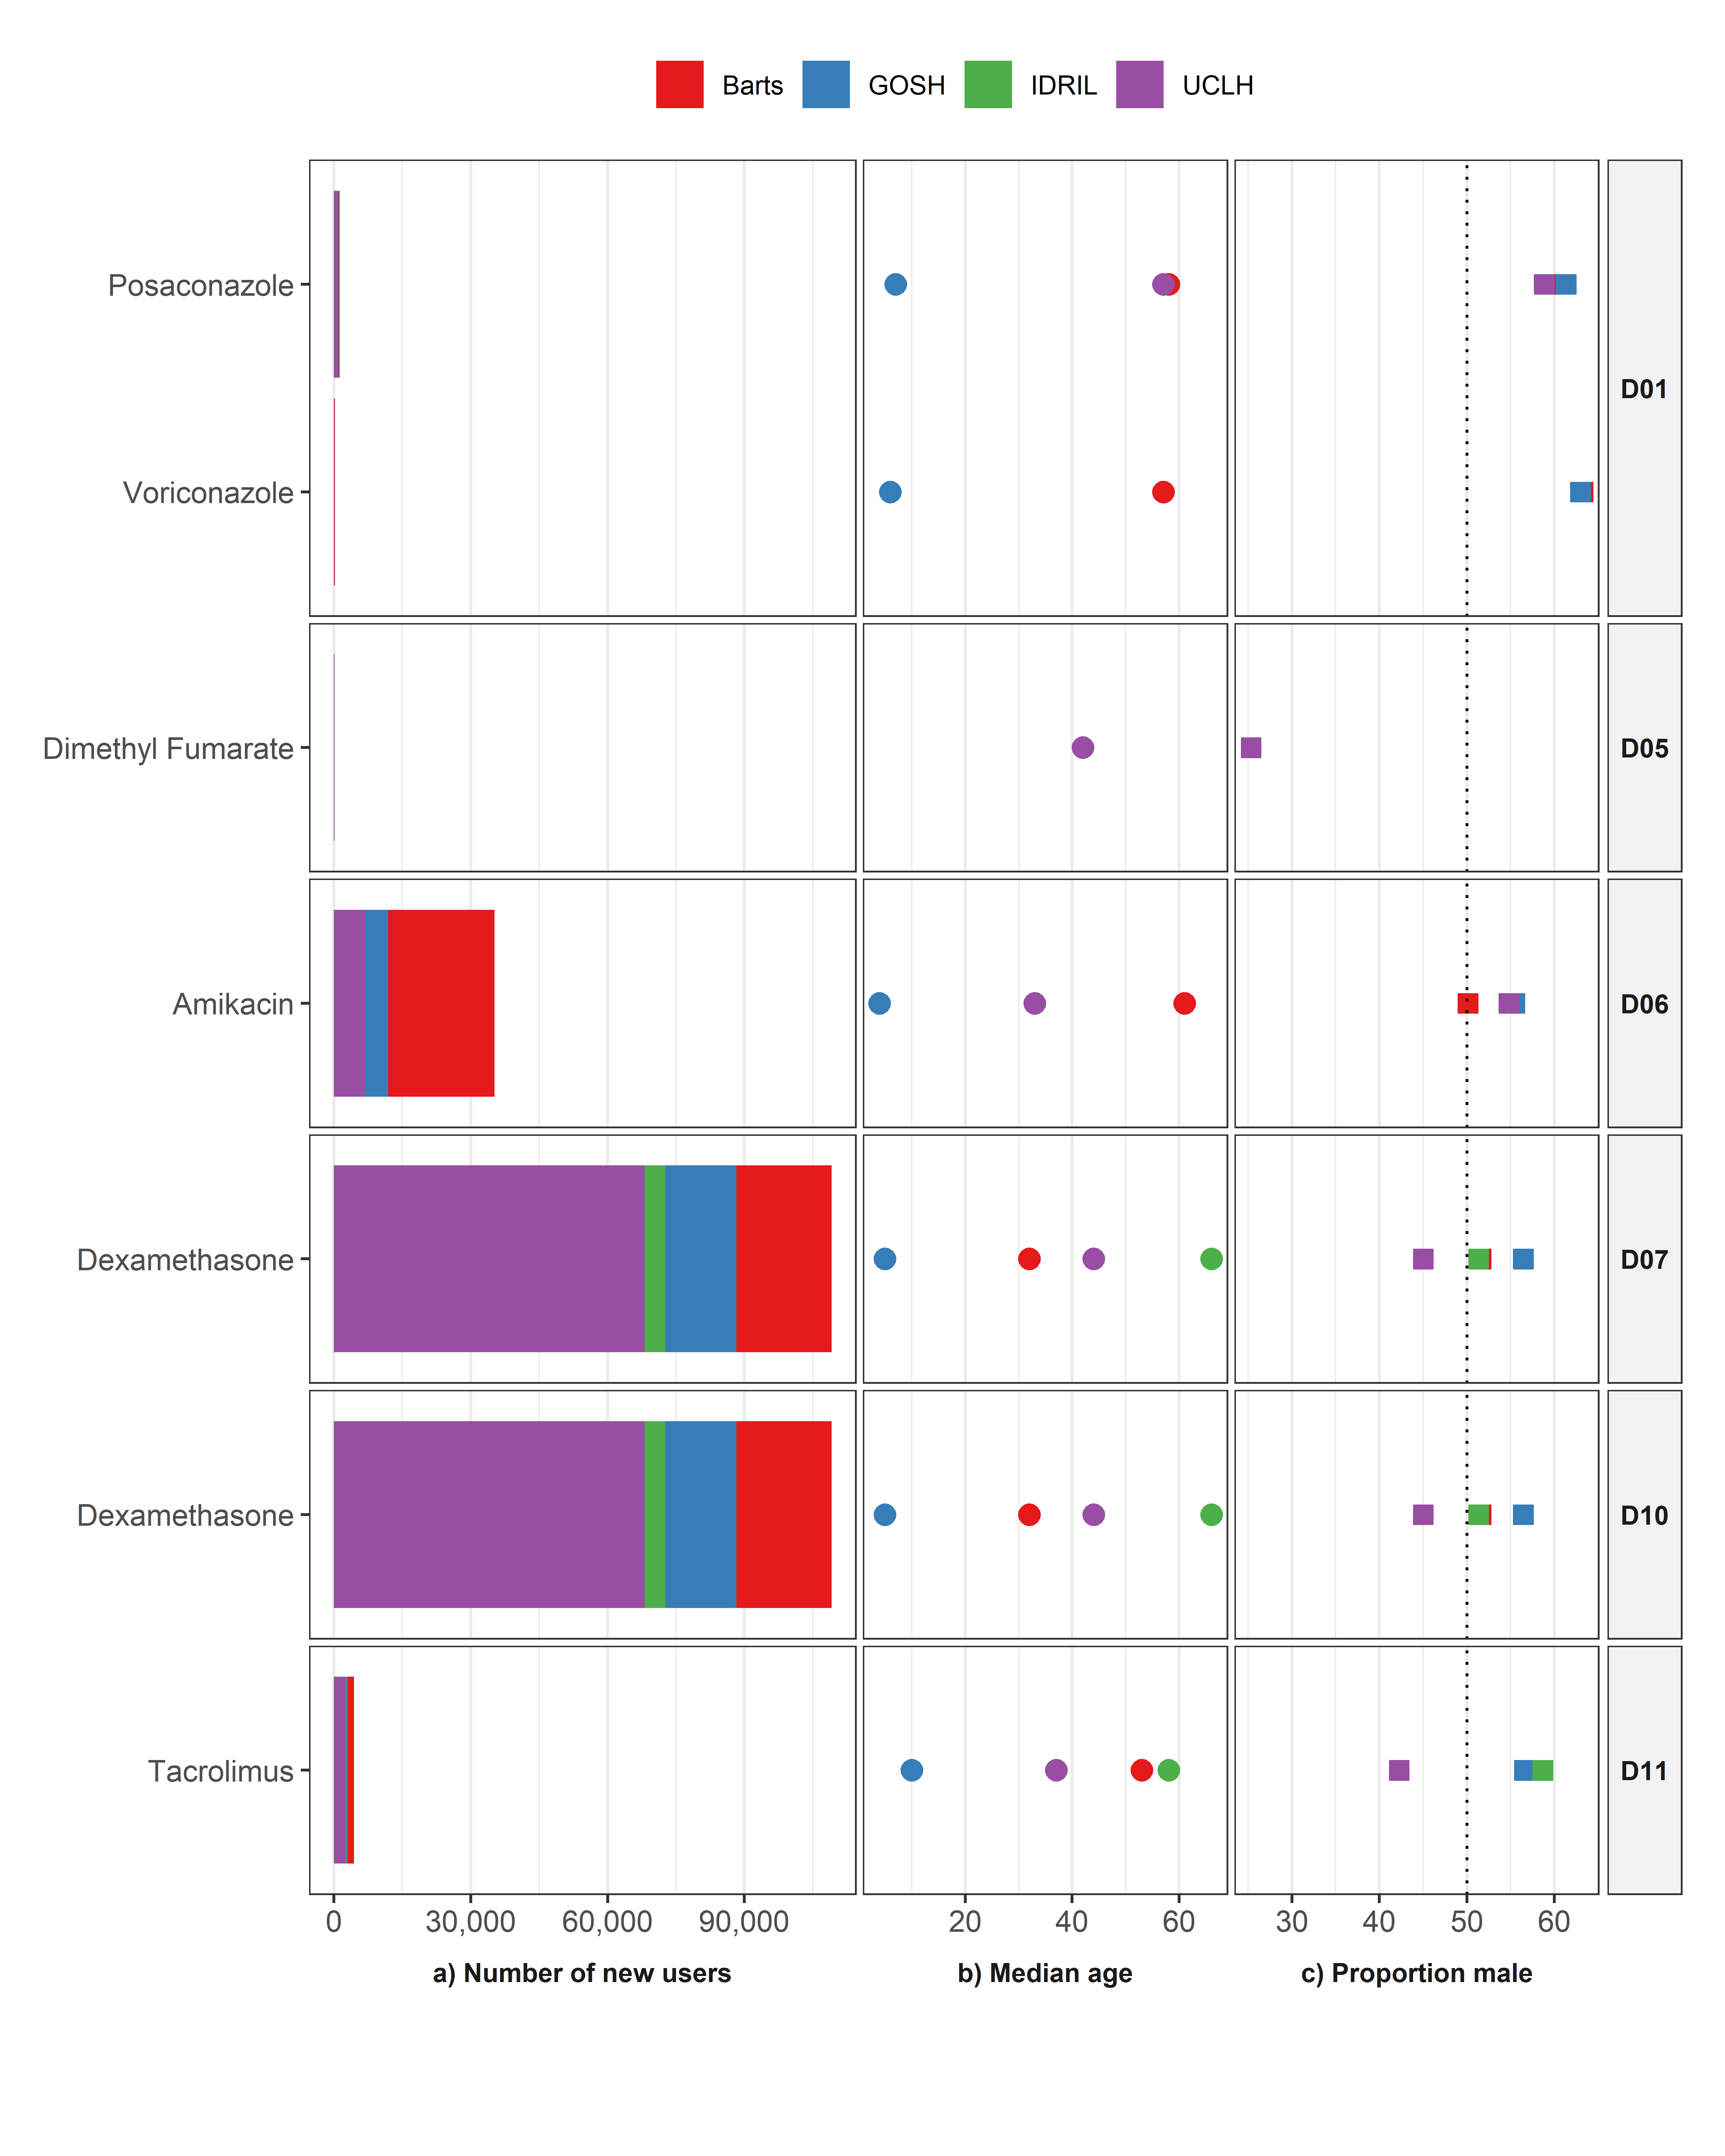 Barts GOSH IDRIL UCLH
Posaconazole
D01
Voriconazole
Dimethyl Fumarate D05
Amikacin D06
Dexamethasone D07
Dexamethasone D10
Tacrolimus D11
0 30,000 60,000 90,000 20 40 60 30 40 50 60
a) Number of new users b) Median age c) Proportion male